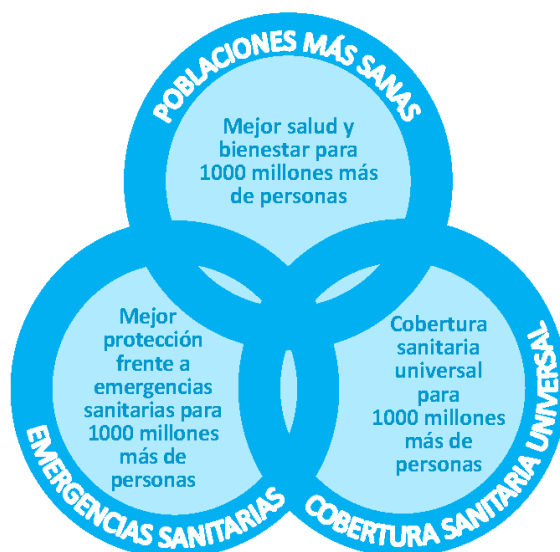 POBLACIONES MÁS SANAS
Mejor salud y
bienestar para
1000 millones más
de personas
Mejor
protección
frente a
emergencias
sanitarias para
1000 millones
más de
personas
EMERGENCIAS SANITARIAS
Cobertura
sanitaria
universal
para
1000 millones
más de
personas
COBERTURA SANITARIA UNIVERSAL